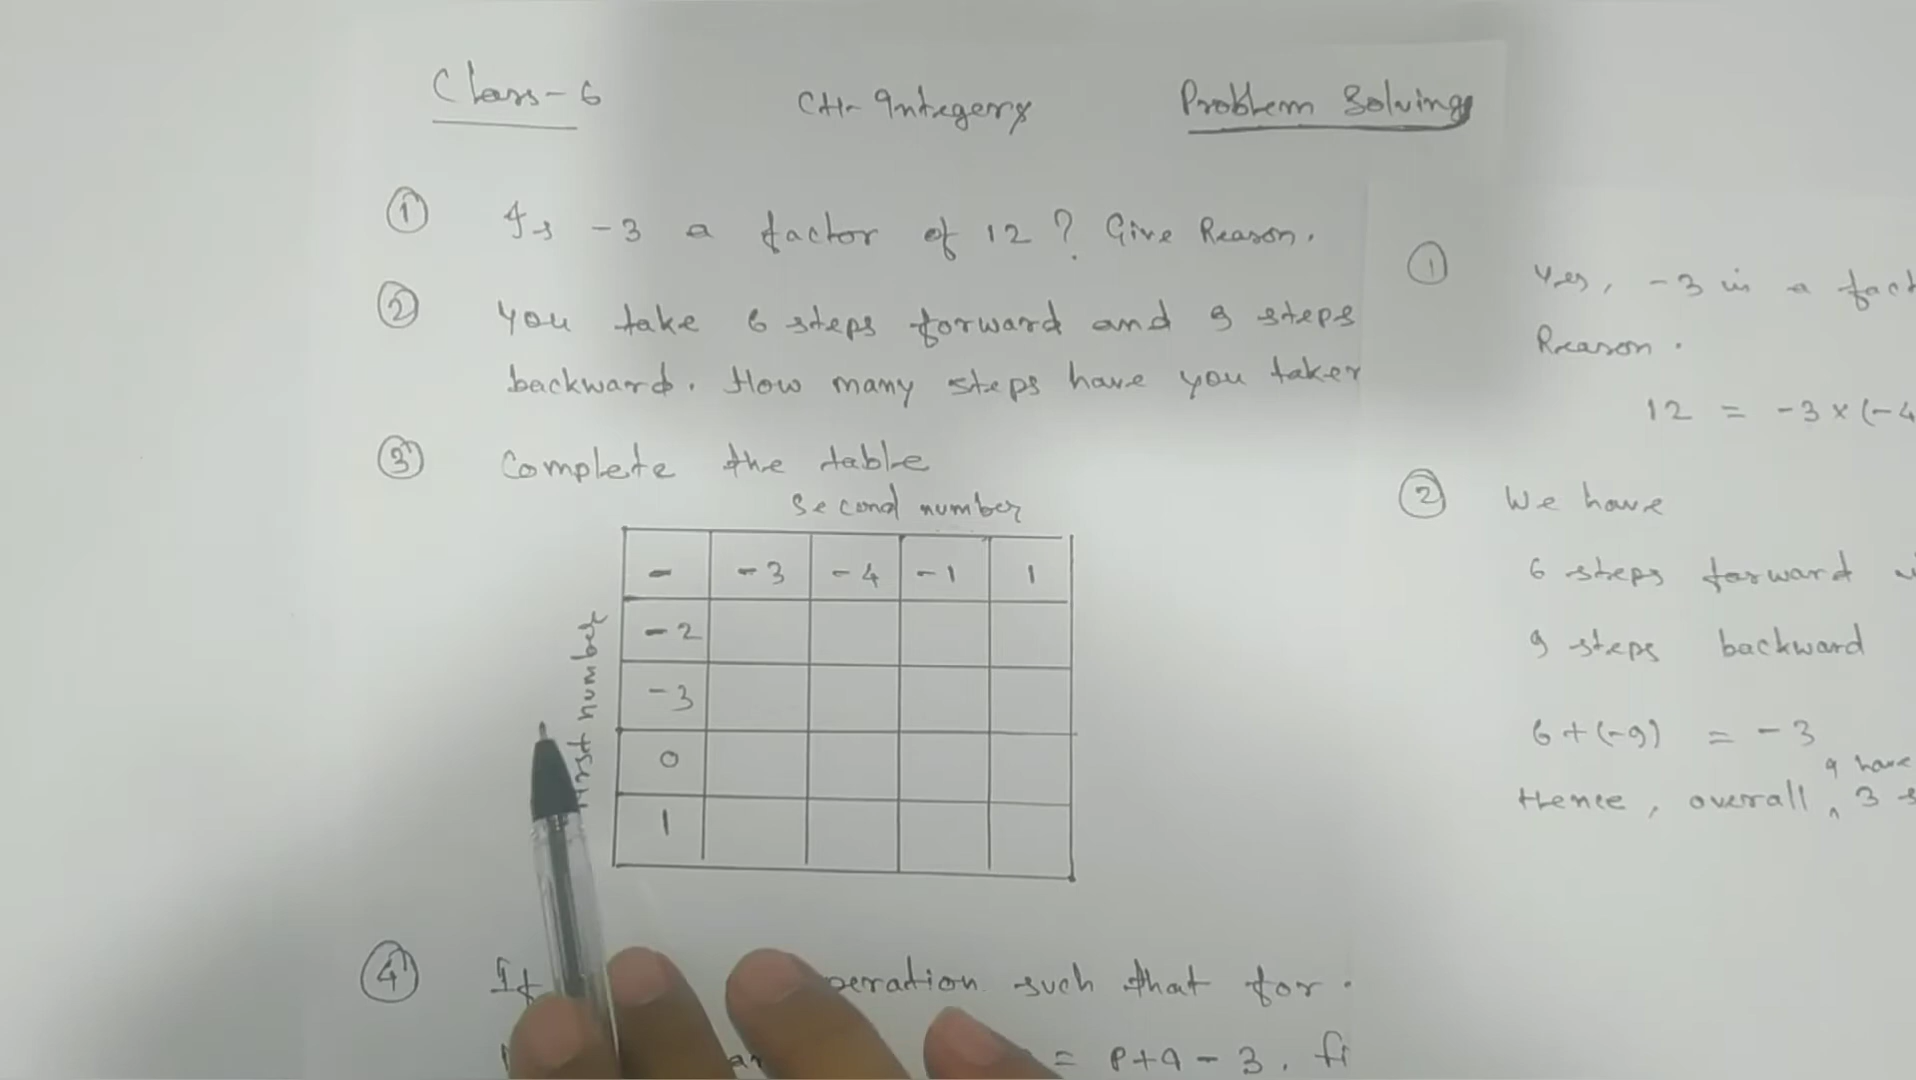 Class-6
CH- Integers
Problem Solving
① Is -3 a factor of 12 ? Give Reason.
② You take 6 steps forward and 9 steps
backward. How many steps have you taken
③ Complete the table
Second number
First number
- -3 -4 -1 1
-2
-3
0
1
④ If operation such that for
= P+q-3.
① Yes, -3 is a fact
Reason.
12 = -3×(-4
② We have
6 steps forward
9 steps backward
6+(-9) = -3
Hence, overall, 9 have 3 s